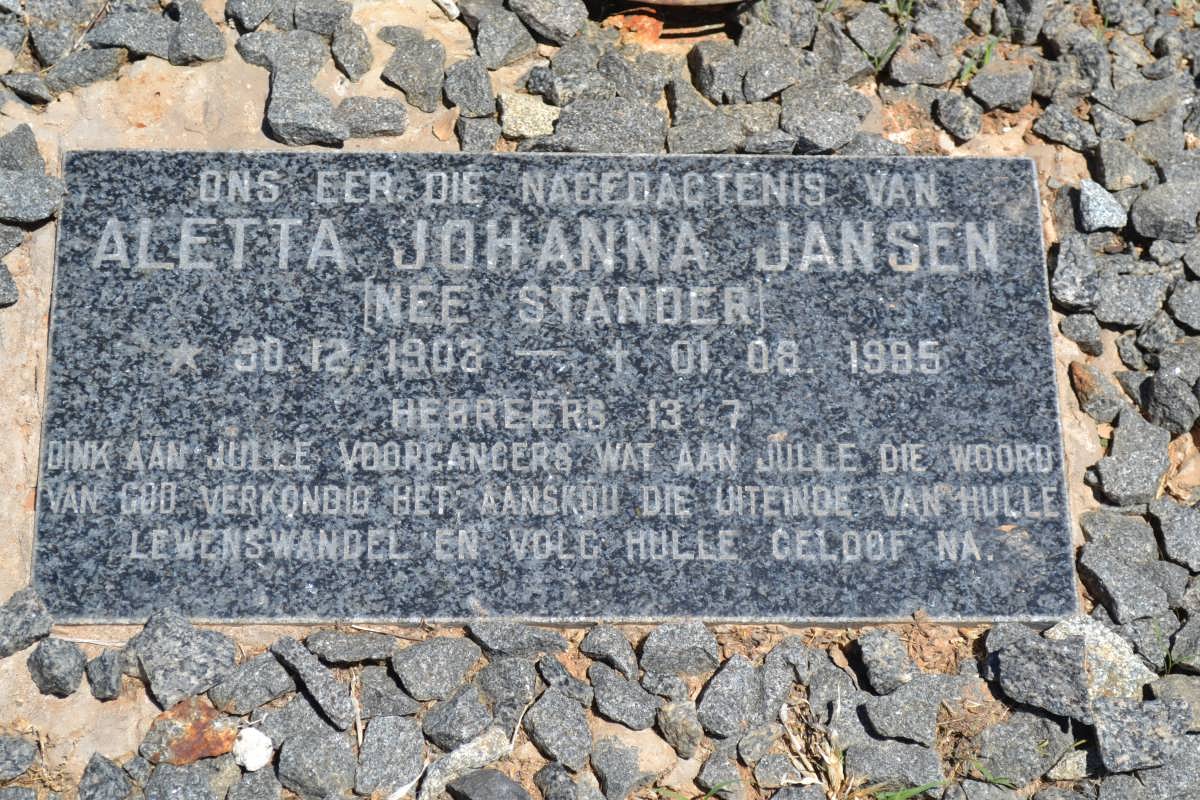 ONS EER DIE NAGEDAGTENIS VAN
ALETTA JOHANNA JANSEN
[NEE STANDER]
★ 30.12.1903 — † 01.08.1995
HEBREERS 13:7
DINK AAN JULLE VOORGANGERS WAT AAN JULLE DIE WOORD
VAN GOD VERKONDIG HET; AANSKOU DIE UITEINDE VAN HULLE
LEWENSWANDEL EN VOLG HULLE GELOOF NA.